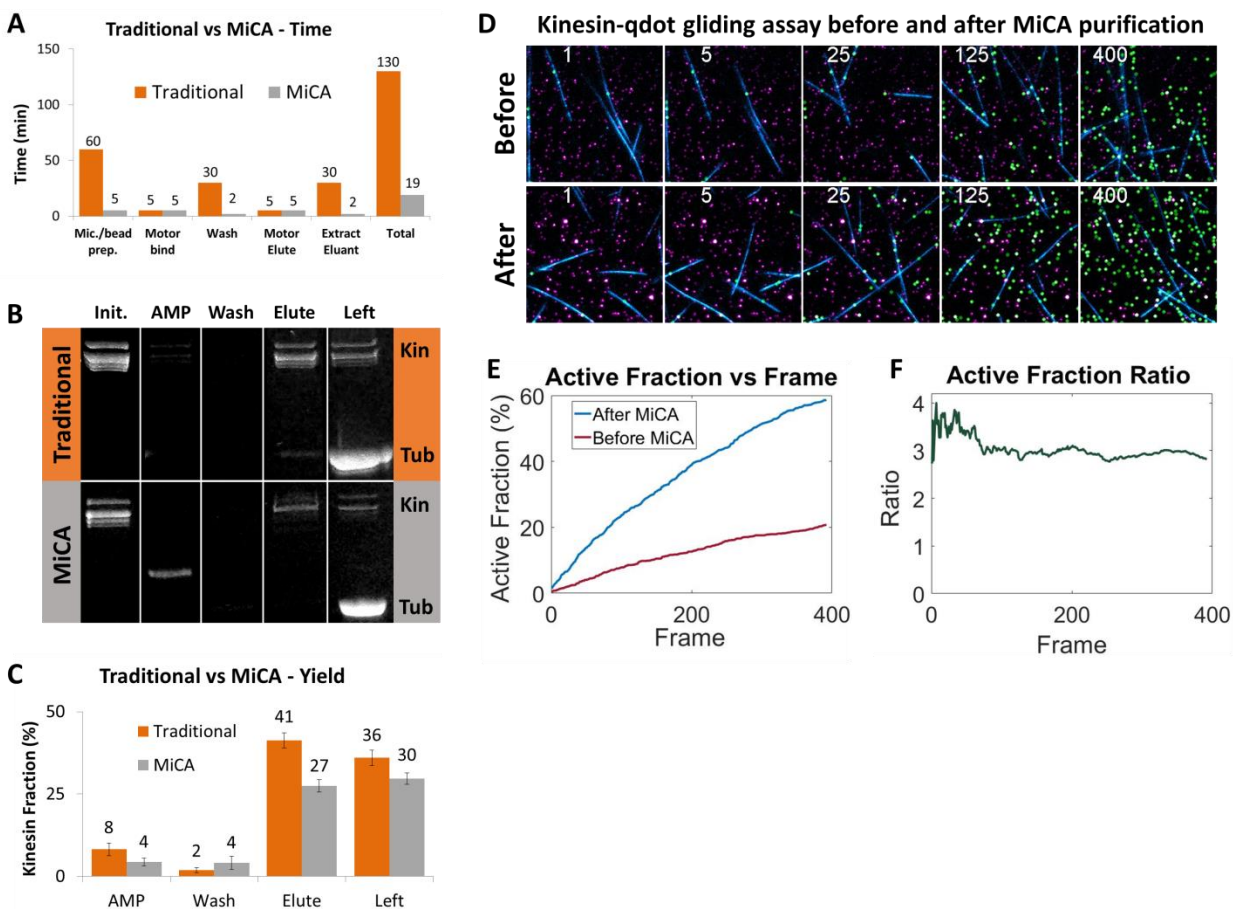 A
Traditional vs MiCA - Time
Time (min)
150
100
50
0
Traditional
MiCA
60
5
5
5
30
2
5
5
30
2
130
19
Mic./bead prep.
Motor bind
Wash
Motor Elute
Extract Eluant
Total
B
Init.
AMP
Wash
Elute
Left
Traditional
Kin
Tub
MiCA
Kin
Tub
C
Traditional vs MiCA - Yield
Kinesin Fraction (%)
50
25
0
Traditional
MiCA
8
4
2
4
41
27
36
30
AMP
Wash
Elute
Left
D
Kinesin-qdot gliding assay before and after MiCA purification
Before
1
5
25
125
400
After
1
5
25
125
400
E
Active Fraction vs Frame
Active Fraction (%)
60
40
20
0
After MiCA
Before MiCA
0
200
400
Frame
F
Active Fraction Ratio
Ratio
4
3
2
1
0
0
200
400
Frame